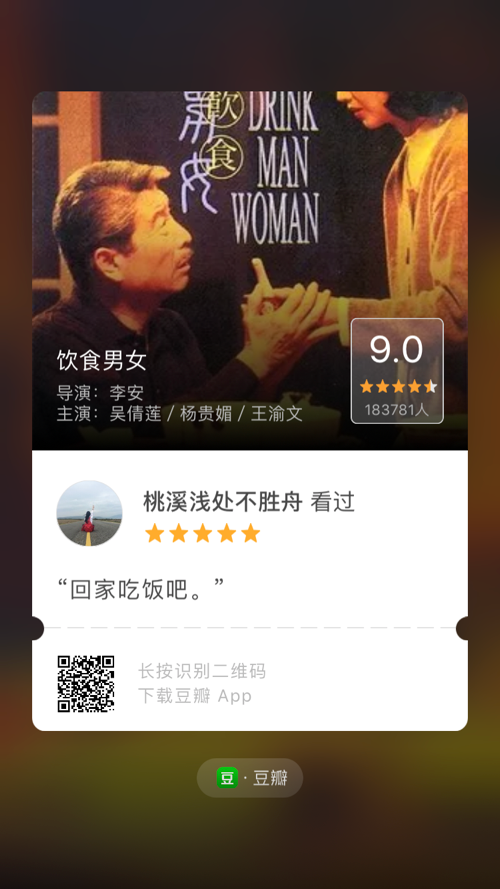 男女
飲食
DRINK
MAN
WOMAN
饮食男女
导演：李安
主演：吴倩莲 / 杨贵媚 / 王渝文
9.0
183781人
桃溪浅处不胜舟 看过
“回家吃饭吧。”
长按识别二维码
下载豆瓣 App
豆 · 豆瓣